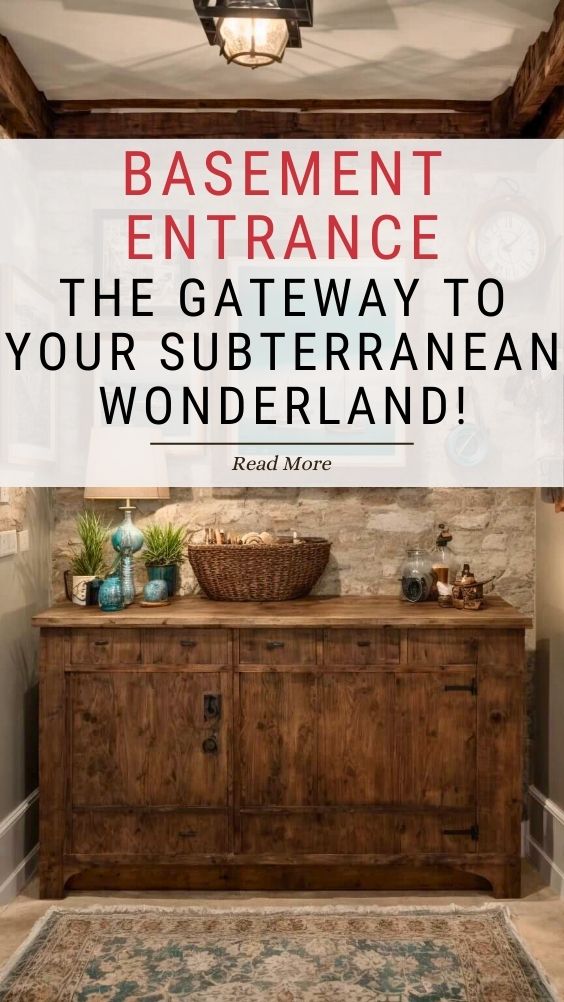 BASEMENT
ENTRANCE
THE GATEWAY TO
YOUR SUBTERRANEAN
WONDERLAND!
Read More